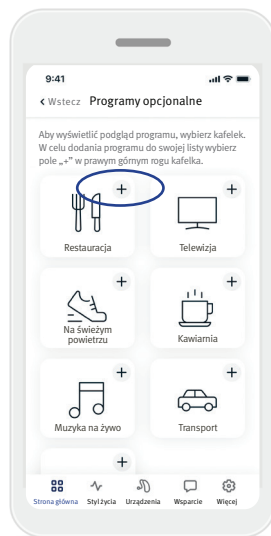 9:41
Wstecz Programy opcjonalne
Aby wyświetlić podgląd programu, wybierz kafelek.
W celu dodania programu do swojej listy wybierz
pole „+” w prawym górnym rogu kafelka.
+ +
Restauracja Telewizja
+ +
Na świeżym
powietrzu Kawiarnia
+ +
Muzyka na żywo Transport
+
Strona główna Styl życia Urządzenia Wsparcie Więcej